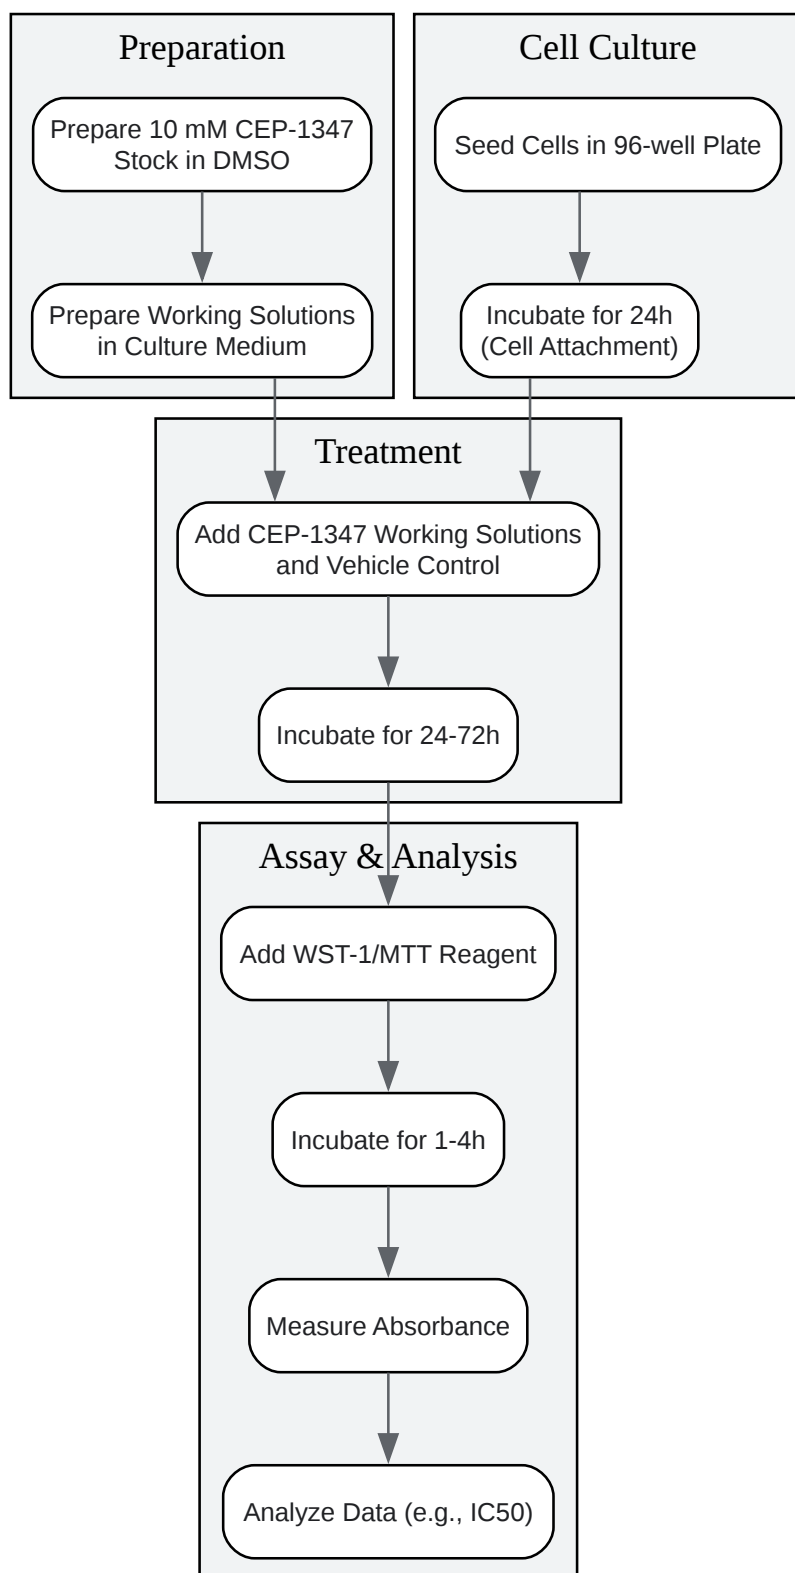 Preparation
Prepare 10 mM CEP-1347
Stock in DMSO
Prepare Working Solutions
in Culture Medium
Cell Culture
Seed Cells in 96-well Plate
Incubate for 24h
(Cell Attachment)
Treatment
Add CEP-1347 Working Solutions
and Vehicle Control
Incubate for 24-72h
Assay & Analysis
Add WST-1/MTT Reagent
Incubate for 1-4h
Measure Absorbance
Analyze Data (e.g., IC50)